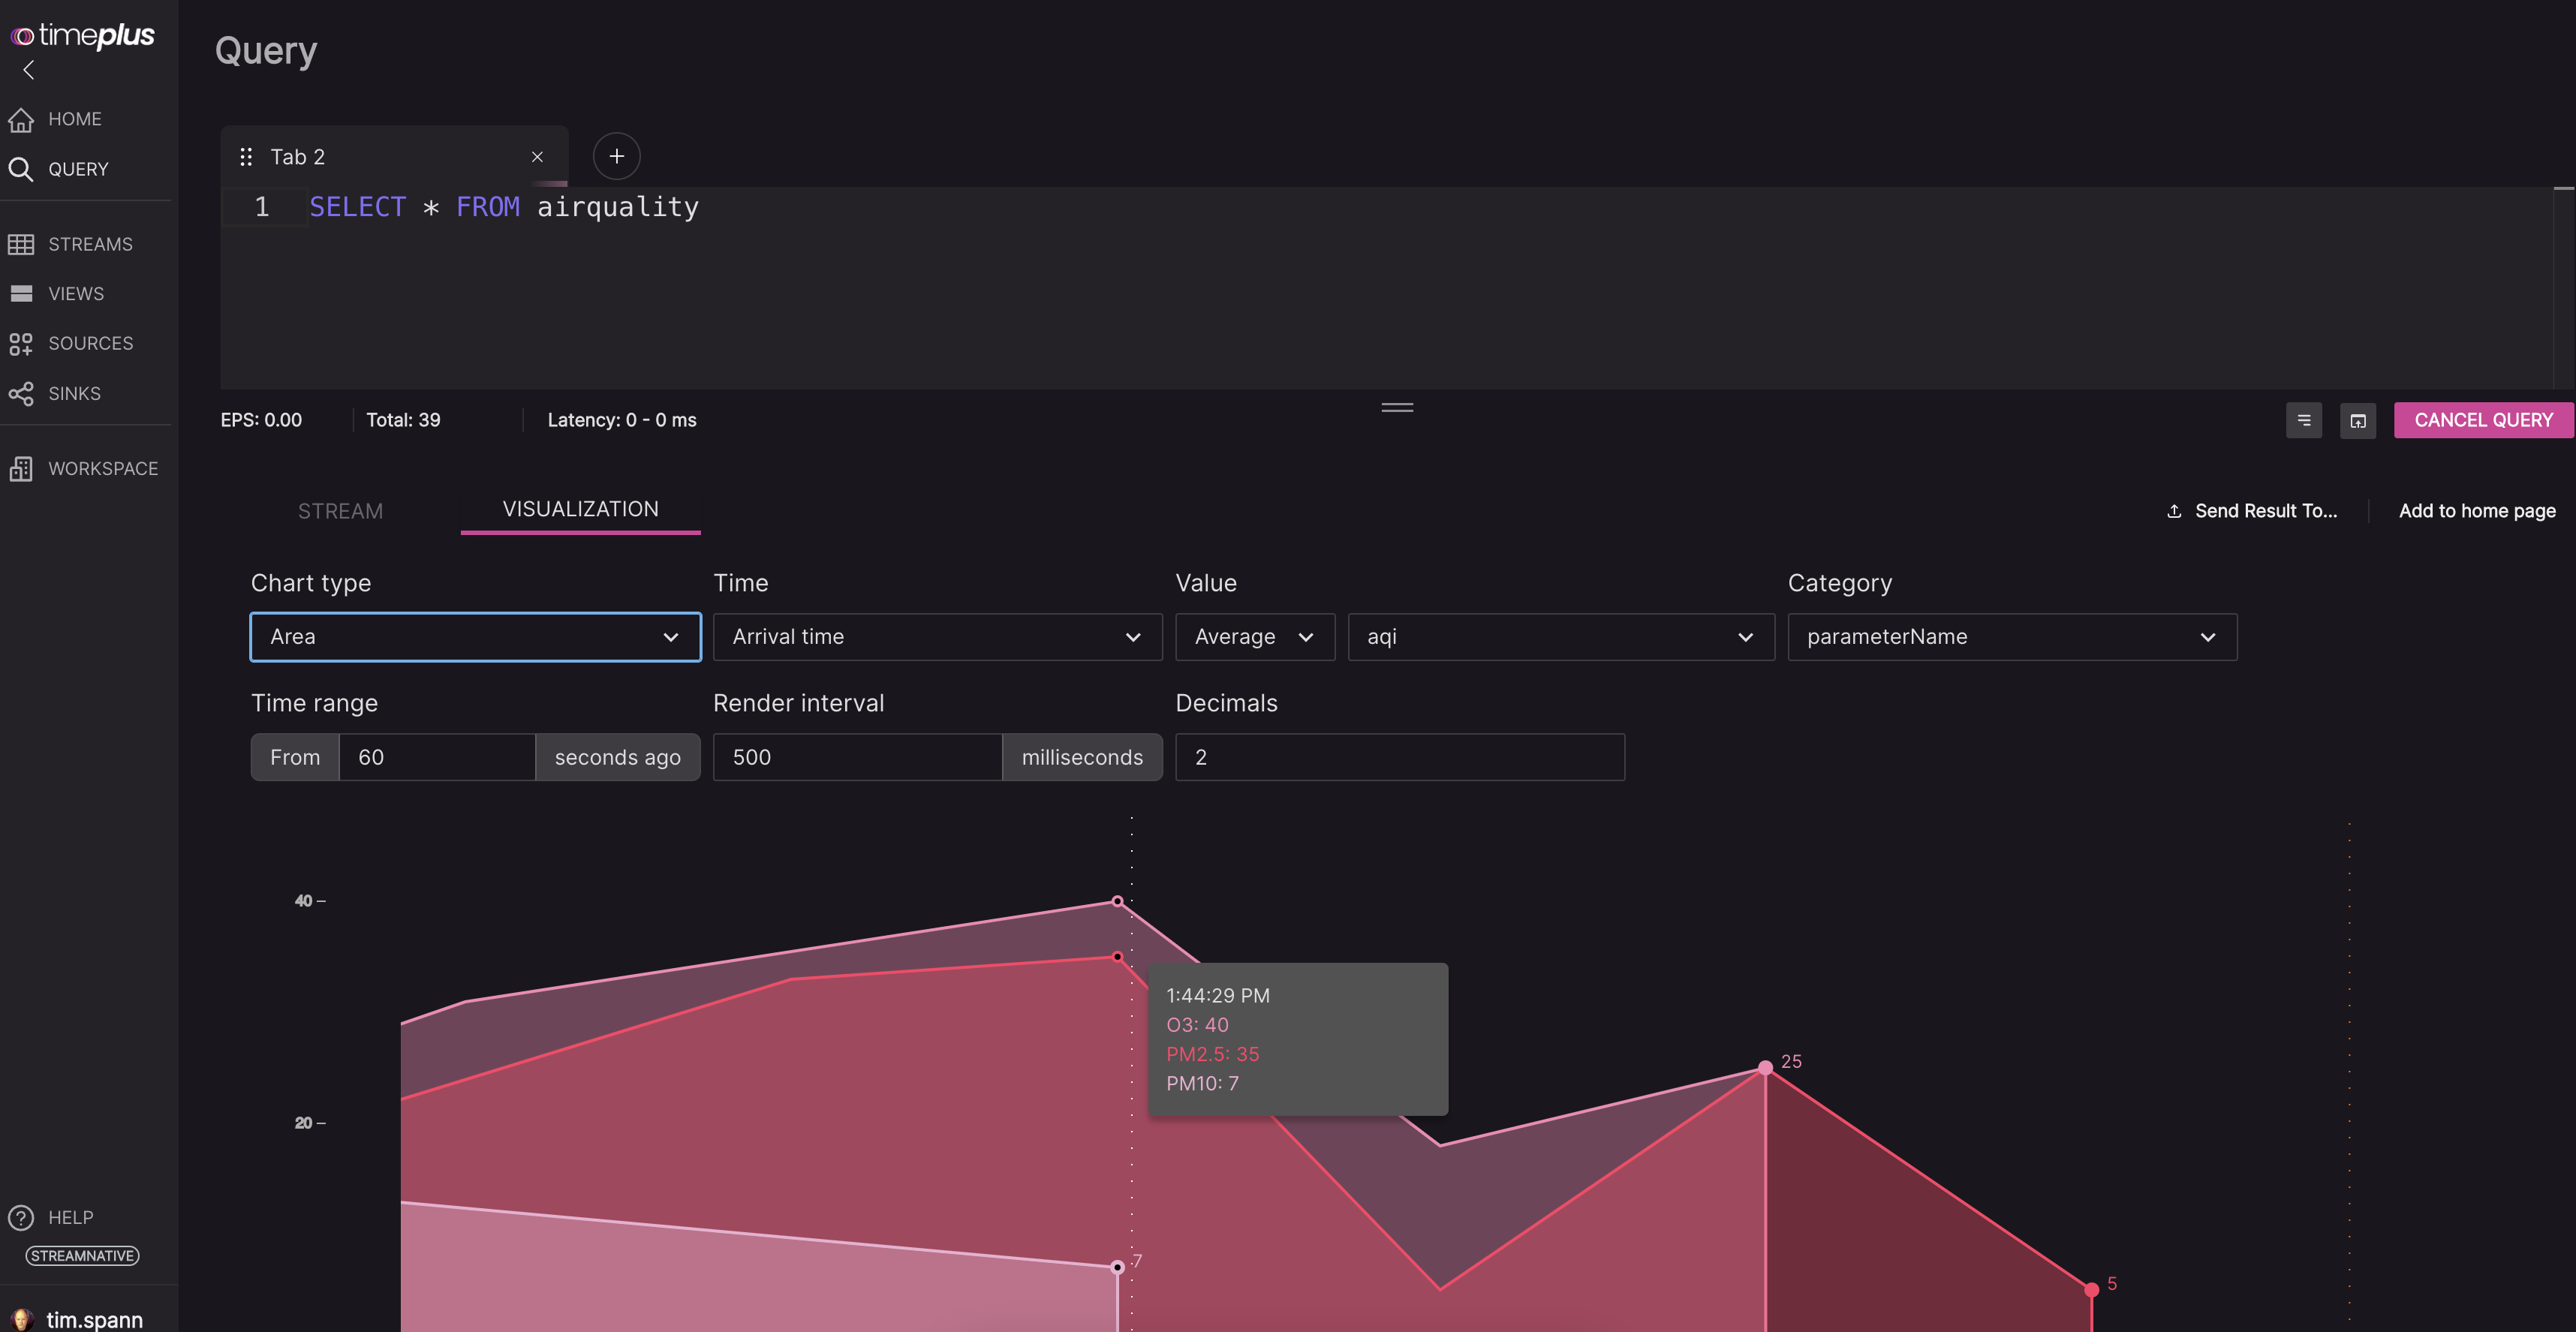 timeplus
Query
HOME
QUERY
STREAMS
VIEWS
SOURCES
SINKS
WORKSPACE
HELP
STREAMNATIVE
tim.spann
Tab 2
1 SELECT * FROM airquality
EPS: 0.00 Total: 39 Latency: 0 - 0 ms
CANCEL QUERY
STREAM VISUALIZATION
Send Result To... Add to home page
Chart type Time Value Category
Area Arrival time Average aqi parameterName
Time range Render interval Decimals
From 60 seconds ago 500 milliseconds 2
40
20
1:44:29 PM
O3: 40
PM2.5: 35
PM10: 7
25
7
5